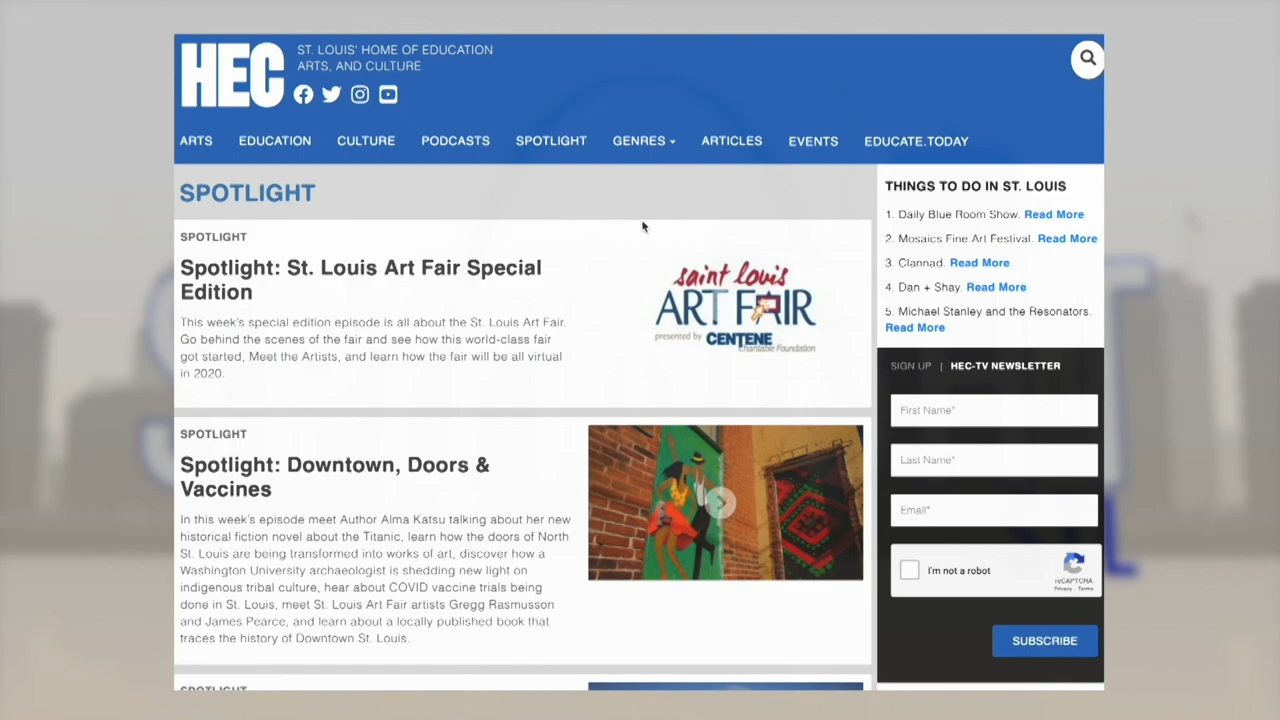 HEC
ST. LOUIS' HOME OF EDUCATION
ARTS, AND CULTURE
ARTS EDUCATION CULTURE PODCASTS SPOTLIGHT GENRES ARTICLES EVENTS EDUCATE.TODAY
SPOTLIGHT
SPOTLIGHT
Spotlight: St. Louis Art Fair Special
Edition
This week's special edition episode is all about the St. Louis Art Fair.
Go behind the scenes of the fair and see how this world-class fair
got started, Meet the Artists, and learn how the fair will be all virtual
in 2020.
saint louis
ART FAIR
presented by CENTENE
Charitable Foundation
SPOTLIGHT
Spotlight: Downtown, Doors &
Vaccines
In this week's episode meet Author Alma Katsu talking about her new
historical fiction novel about the Titanic, learn how the doors of North
St. Louis are being transformed into works of art, discover how a
Washington University archaeologist is shedding new light on
indigenous tribal culture, hear about COVID vaccine trials being
done in St. Louis, meet St. Louis Art Fair artists Gregg Rasmusson
and James Pearce, and learn about a locally published book that
traces the history of Downtown St. Louis.
SPOTLIGHT
THINGS TO DO IN ST. LOUIS
1. Daily Blue Room Show. Read More
2. Mosaics Fine Art Festival. Read More
3. Clannad. Read More
4. Dan + Shay. Read More
5. Michael Stanley and the Resonators.
Read More
SIGN UP | HEC-TV NEWSLETTER
First Name*
Last Name*
Email*
I'm not a robot
reCAPTCHA
Privacy - Terms
SUBSCRIBE